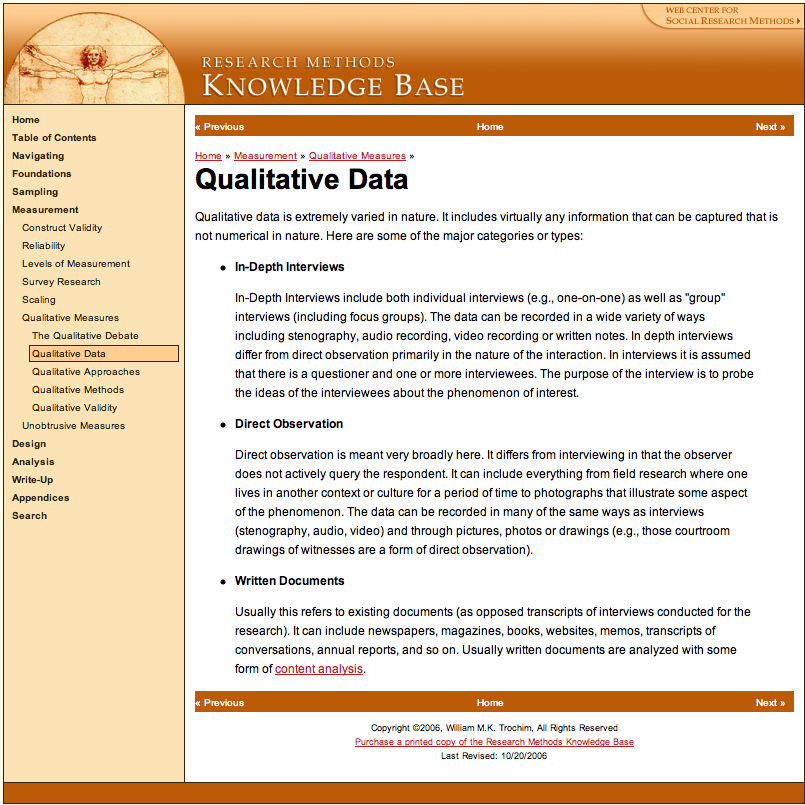 WEB CENTER FOR
SOCIAL RESEARCH METHODS
RESEARCH METHODS
KNOWLEDGE BASE
Home
Table of Contents
Navigating
Foundations
Sampling
Measurement
Construct Validity
Reliability
Levels of Measurement
Survey Research
Scaling
Qualitative Measures
The Qualitative Debate
Qualitative Data
Qualitative Approaches
Qualitative Methods
Qualitative Validity
Unobtrusive Measures
Design
Analysis
Write-Up
Appendices
Search
« Previous Home Next »
Home » Measurement » Qualitative Measures »
Qualitative Data
Qualitative data is extremely varied in nature. It includes virtually any information that can be captured that is
not numerical in nature. Here are some of the major categories or types:
• In-Depth Interviews
In-Depth Interviews include both individual interviews (e.g., one-on-one) as well as "group"
interviews (including focus groups). The data can be recorded in a wide variety of ways
including stenography, audio recording, video recording or written notes. In depth interviews
differ from direct observation primarily in the nature of the interaction. In interviews it is assumed
that there is a questioner and one or more interviewees. The purpose of the interview is to probe
the ideas of the interviewees about the phenomenon of interest.
• Direct Observation
Direct observation is meant very broadly here. It differs from interviewing in that the observer
does not actively query the respondent. It can include everything from field research where one
lives in another context or culture for a period of time to photographs that illustrate some aspect
of the phenomenon. The data can be recorded in many of the same ways as interviews
(stenography, audio, video) and through pictures, photos or drawings (e.g., those courtroom
drawings of witnesses are a form of direct observation).
• Written Documents
Usually this refers to existing documents (as opposed transcripts of interviews conducted for the
research). It can include newspapers, magazines, books, websites, memos, transcripts of
conversations, annual reports, and so on. Usually written documents are analyzed with some
form of content analysis.
« Previous Home Next »
Copyright ©2006, William M.K. Trochim, All Rights Reserved
Purchase a printed copy of the Research Methods Knowledge Base
Last Revised: 10/20/2006